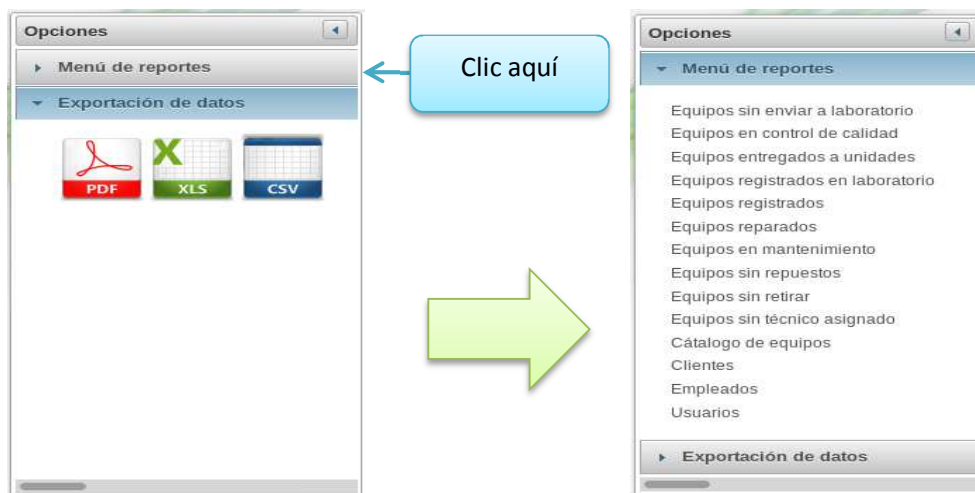 Opciones
Menú de reportes
Exportación de datos
PDF
XLS
CSV
Clic aquí
Opciones
Menú de reportes
Equipos sin enviar a laboratorio
Equipos en control de calidad
Equipos entregados a unidades
Equipos registrados en laboratorio
Equipos registrados
Equipos reparados
Equipos en mantenimiento
Equipos sin repuestos
Equipos sin retirar
Equipos sin técnico asignado
Cátalogo de equipos
Clientes
Empleados
Usuarios
Exportación de datos